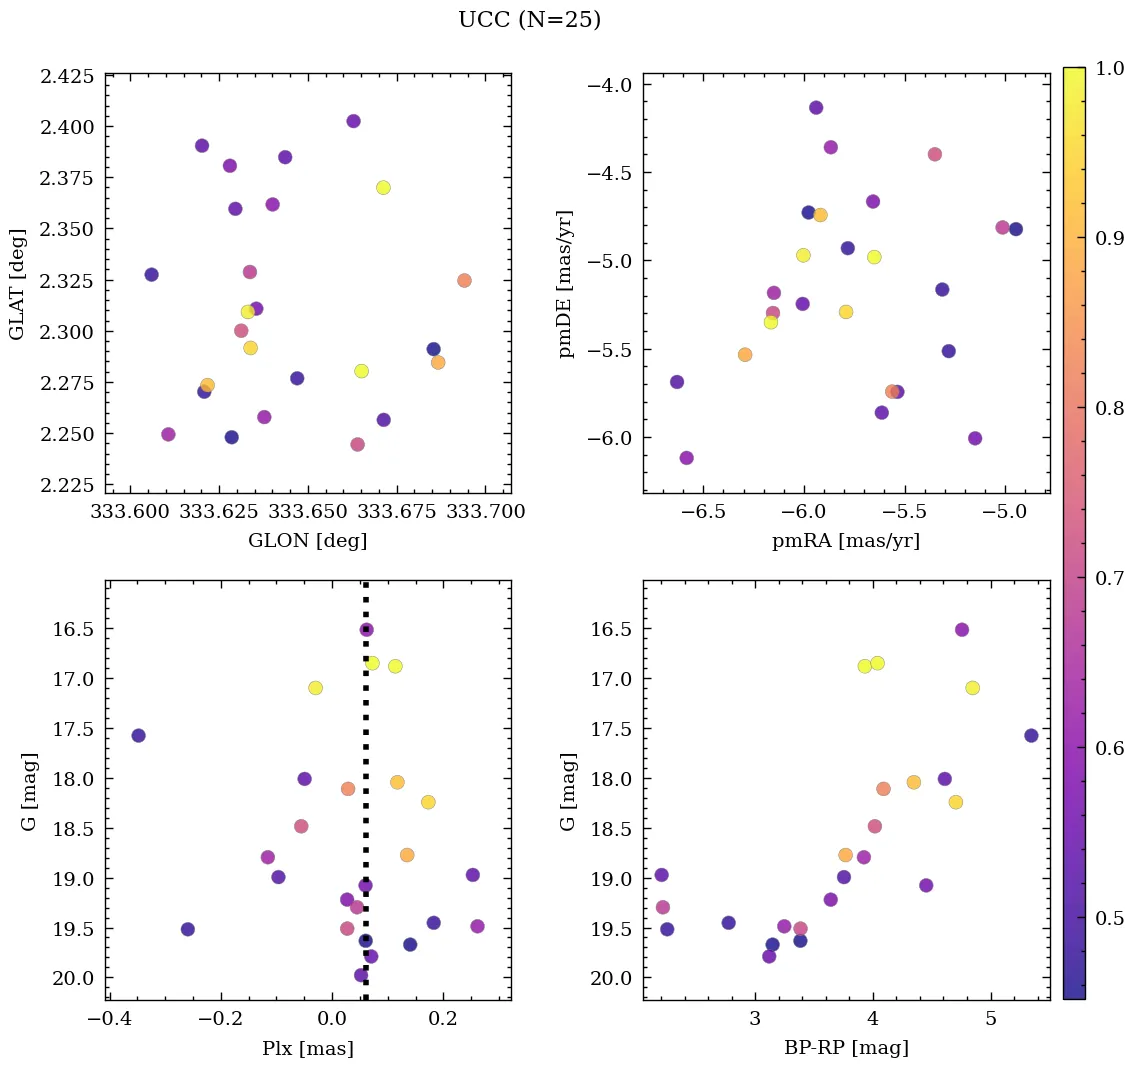 UCC (N=25)
2.425
2.400
2.375
2.350
2.325
2.300
2.275
2.250
2.225
GLAT [deg]
333.600 333.625 333.650 333.675 333.700
GLON [deg]
−4.0
−4.5
−5.0
−5.5
−6.0
pmDE [mas/yr]
−6.5 −6.0 −5.5 −5.0
pmRA [mas/yr]
1.0
0.9
0.8
0.7
0.6
0.5
16.5
17.0
17.5
18.0
18.5
19.0
19.5
20.0
G [mag]
−0.4 −0.2 0.0 0.2
Plx [mas]
16.5
17.0
17.5
18.0
18.5
19.0
19.5
20.0
G [mag]
3 4 5
BP-RP [mag]